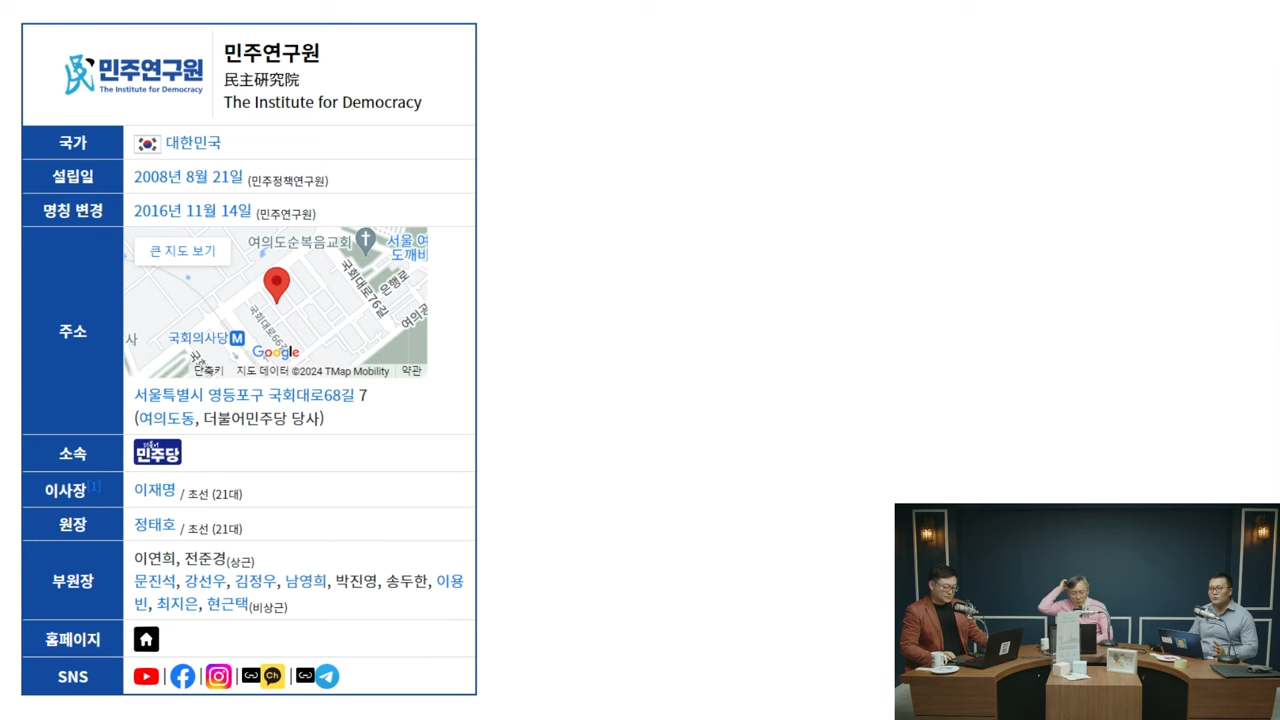 민주연구원
The Institute for Democracy
민주연구원
民主研究院
The Institute for Democracy
국가 대한민국
설립일 2008년 8월 21일 (민주정책연구원)
명칭 변경 2016년 11월 14일 (민주연구원)
주소
큰 지도 보기
여의도순복음교회
서울 여
도깨비
국회대로76길
은행로
여의공
국회대로66길
사
국회의사당 M
Google
단축키 지도 데이터 ©2024 TMap Mobility 약관
서울특별시 영등포구 국회대로68길 7
(여의도동, 더불어민주당 당사)
소속 더불어민주당
이사장[1] 이재명 / 초선 (21대)
원장 정태호 / 초선 (21대)
부원장
이연희, 전준경(상근)
문진석, 강선우, 김정우, 남영희, 박진영, 송두한, 이용
빈, 최지은, 현근택(비상근)
홈페이지
SNS | | | Ch |